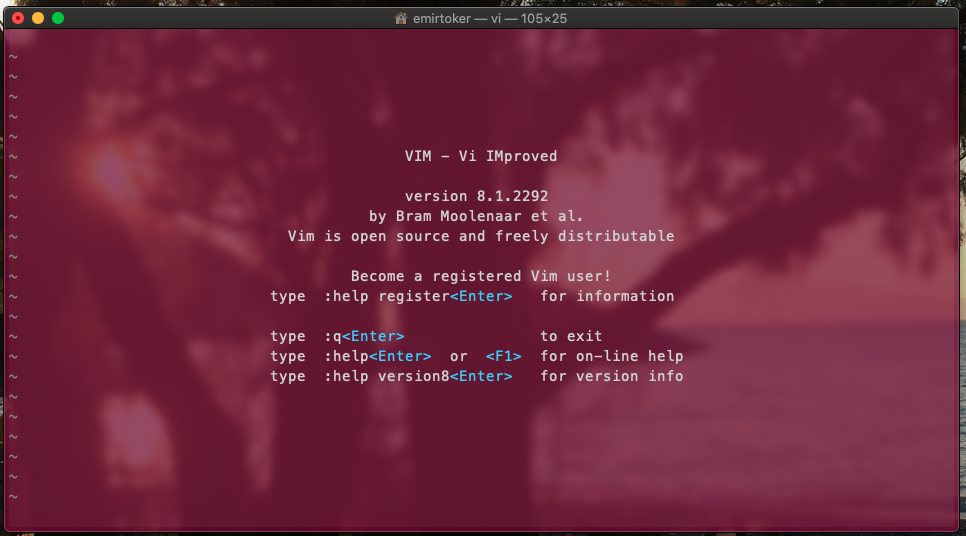 emirtoker — vi — 105×25
~
~
~
~
~
~ VIM - Vi IMproved
~
~ version 8.1.2292
~ by Bram Moolenaar et al.
~ Vim is open source and freely distributable
~
~ Become a registered Vim user!
~ type  :help register<Enter>   for information
~
~ type  :q<Enter>               to exit
~ type  :help<Enter>  or  <F1>  for on-line help
~ type  :help version8<Enter>   for version info
~
~
~
~
~
~